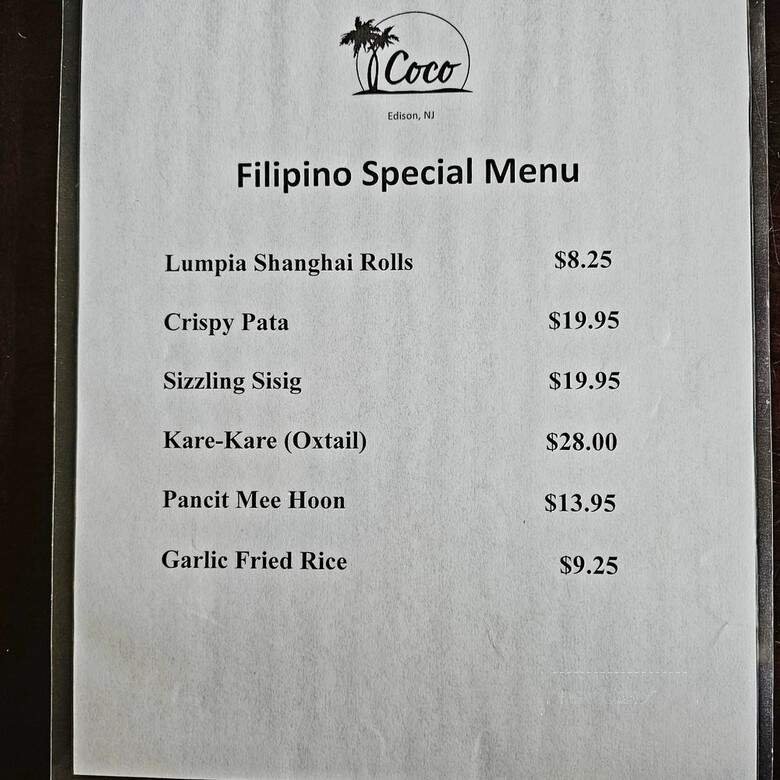 Coco
Edison, NJ
Filipino Special Menu
Lumpia Shanghai Rolls $8.25
Crispy Pata $19.95
Sizzling Sisig $19.95
Kare-Kare (Oxtail) $28.00
Pancit Mee Hoon $13.95
Garlic Fried Rice $9.25